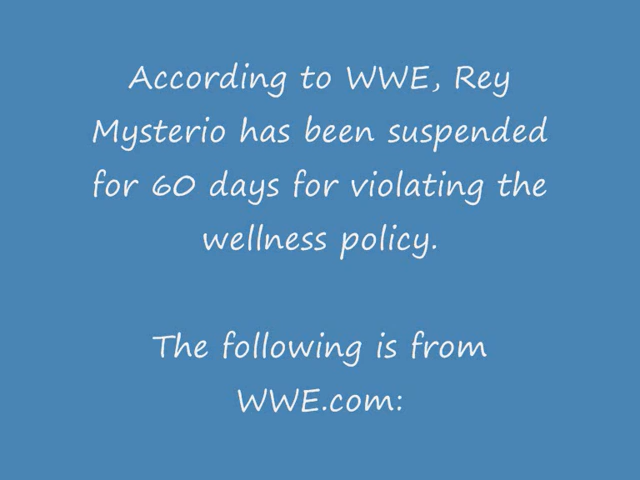 According to WWE, Rey
Mysterio has been suspended
for 60 days for violating the
wellness policy.
The following is from
WWE.com: